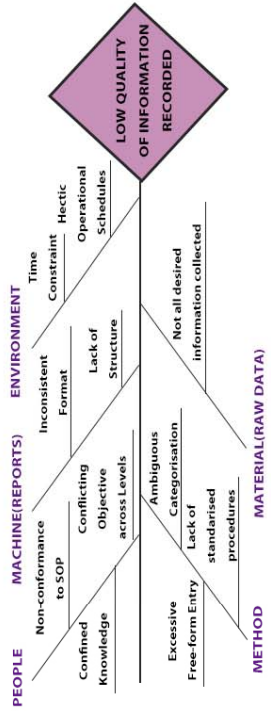 PEOPLE
Non-conformance
to SOP
Confined
Knowledge
Conflicting
Objective
across Levels
MACHINE(REPORTS)
Inconsistent
Format
Lack of
Structure
ENVIRONMENT
Time
Constraint
Hectic
Operational
Schedules
LOW QUALITY
OF INFORMATION
RECORDED
METHOD
Excessive
Free-form Entry
Ambiguous
Categorisation
Lack of
standarised
procedures
MATERIAL(RAW DATA)
Not all desired
information collected